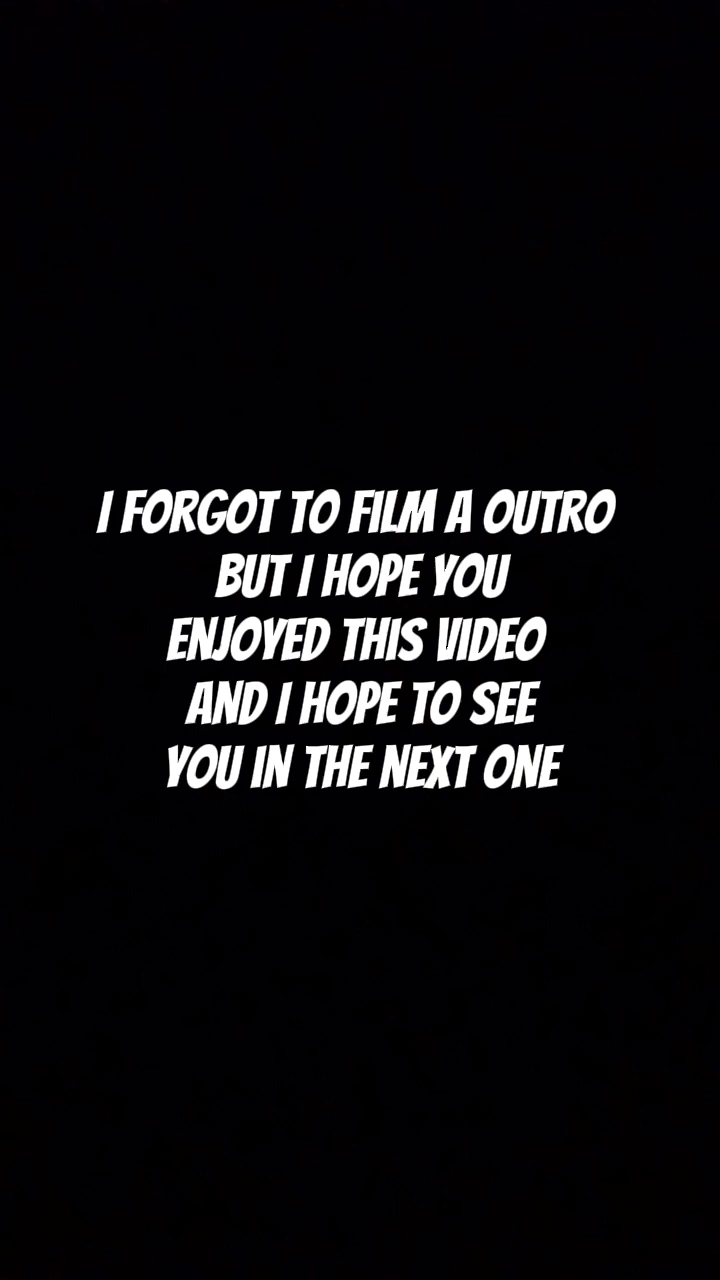 I FORGOT TO FILM A OUTRO
BUT I HOPE YOU
ENJOYED THIS VIDEO
AND I HOPE TO SEE
YOU IN THE NEXT ONE